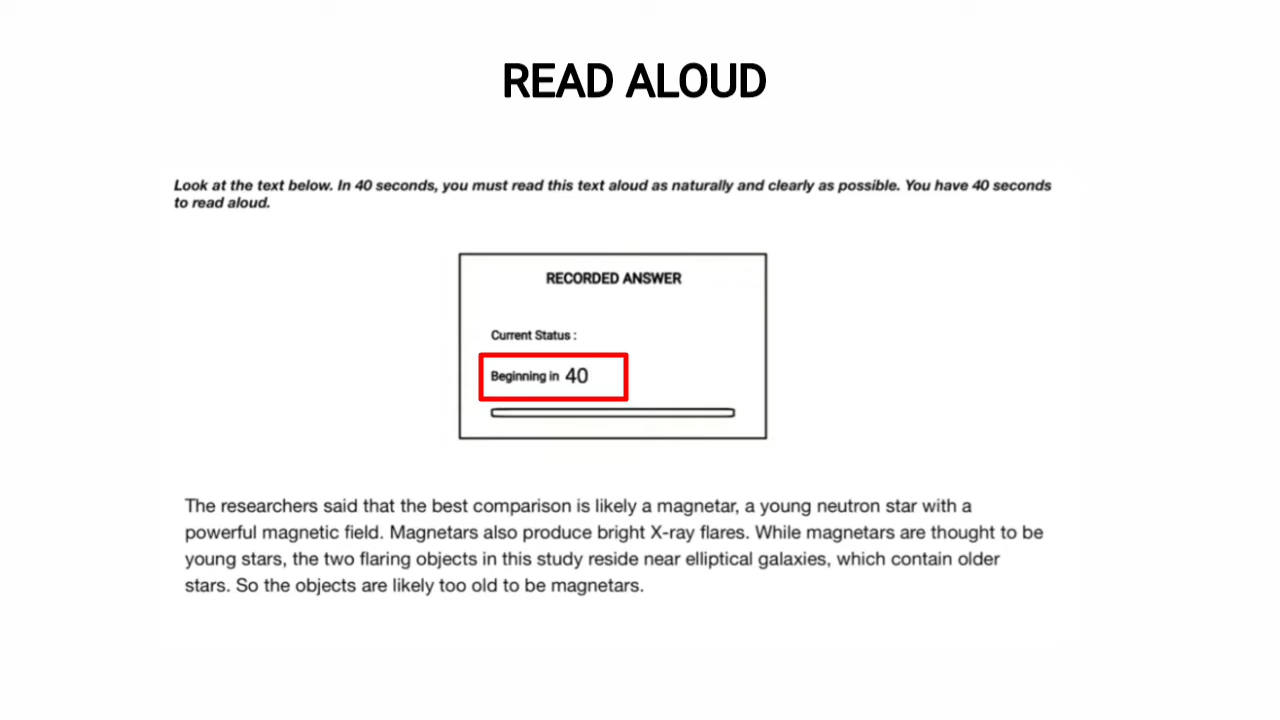 READ ALOUD
Look at the text below. In 40 seconds, you must read this text aloud as naturally and clearly as possible. You have 40 seconds
to read aloud.
RECORDED ANSWER
Current Status :
Beginning in 40
The researchers said that the best comparison is likely a magnetar, a young neutron star with a
powerful magnetic field. Magnetars also produce bright X-ray flares. While magnetars are thought to be
young stars, the two flaring objects in this study reside near elliptical galaxies, which contain older
stars. So the objects are likely too old to be magnetars.